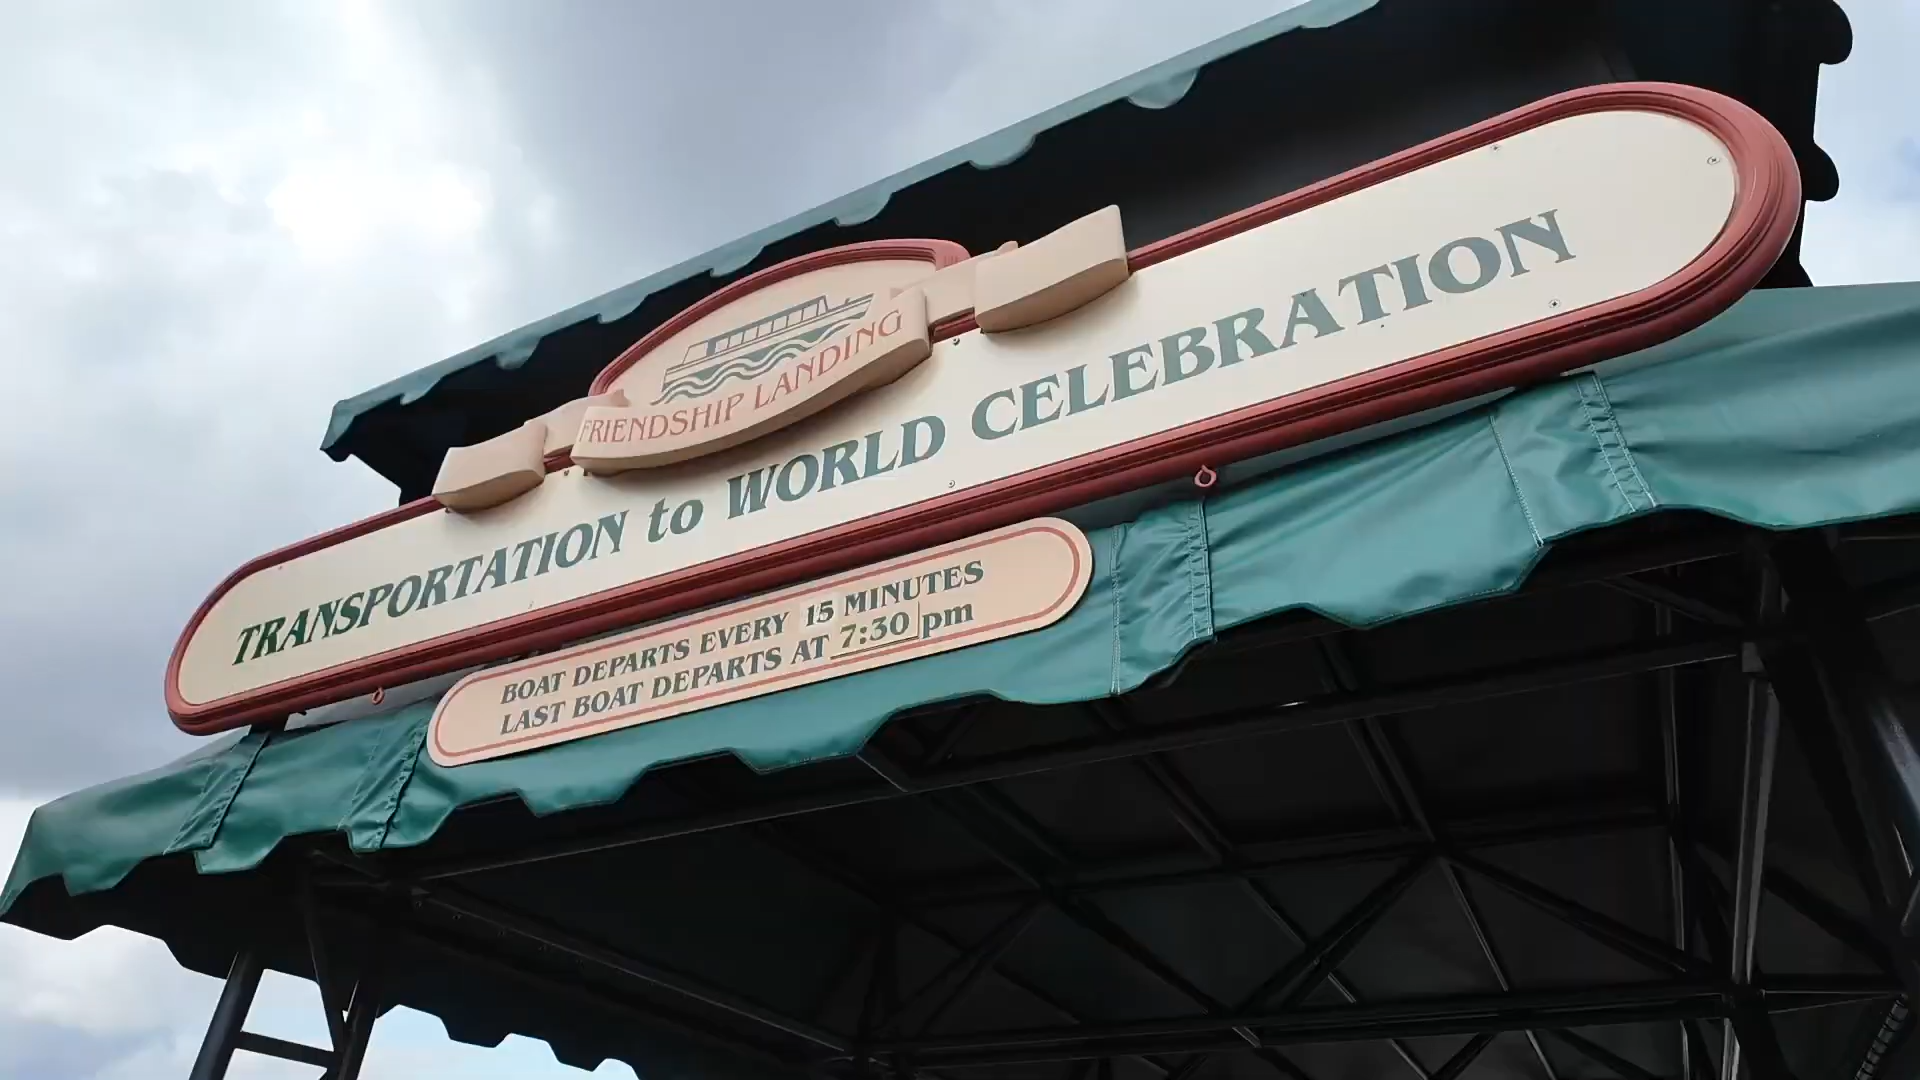 FRIENDSHIP LANDING
TRANSPORTATION to WORLD CELEBRATION
BOAT DEPARTS EVERY 15 MINUTES
LAST BOAT DEPARTS AT 7:30 pm